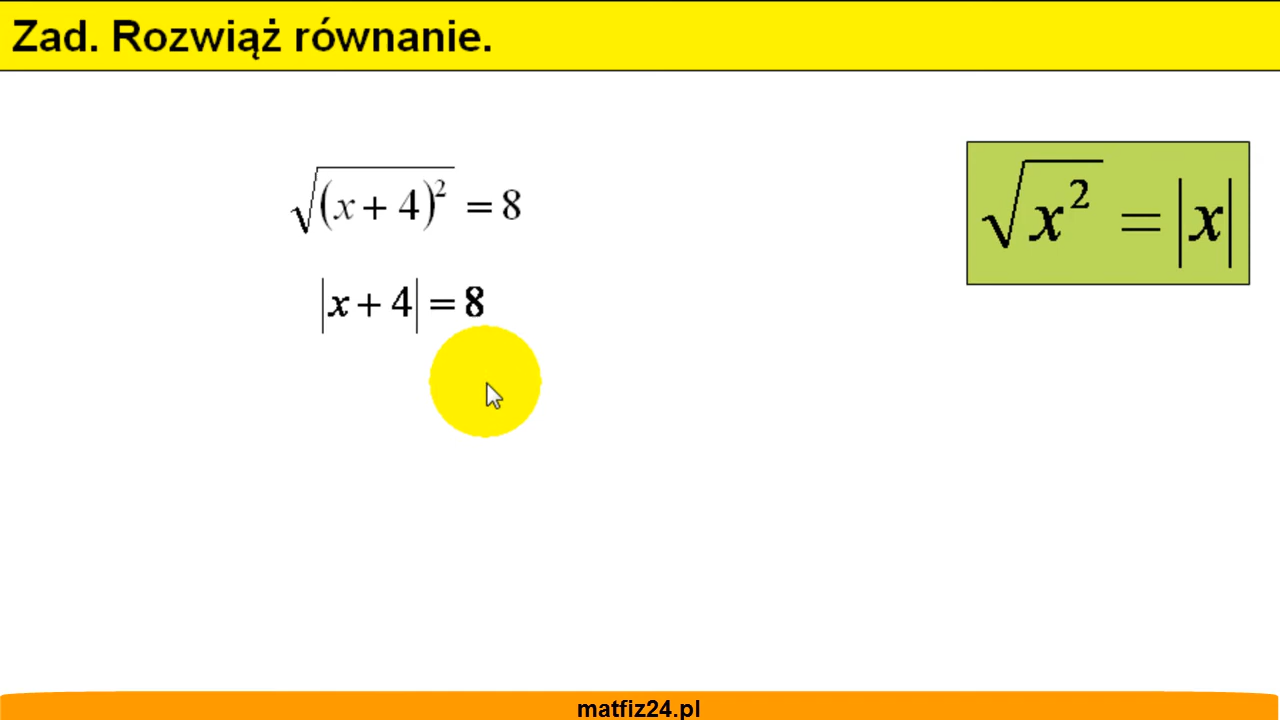 Zad. Rozwiąż równanie.
√(x + 4)² = 8
√x² = |x|
|x + 4| = 8
matfiz24.pl